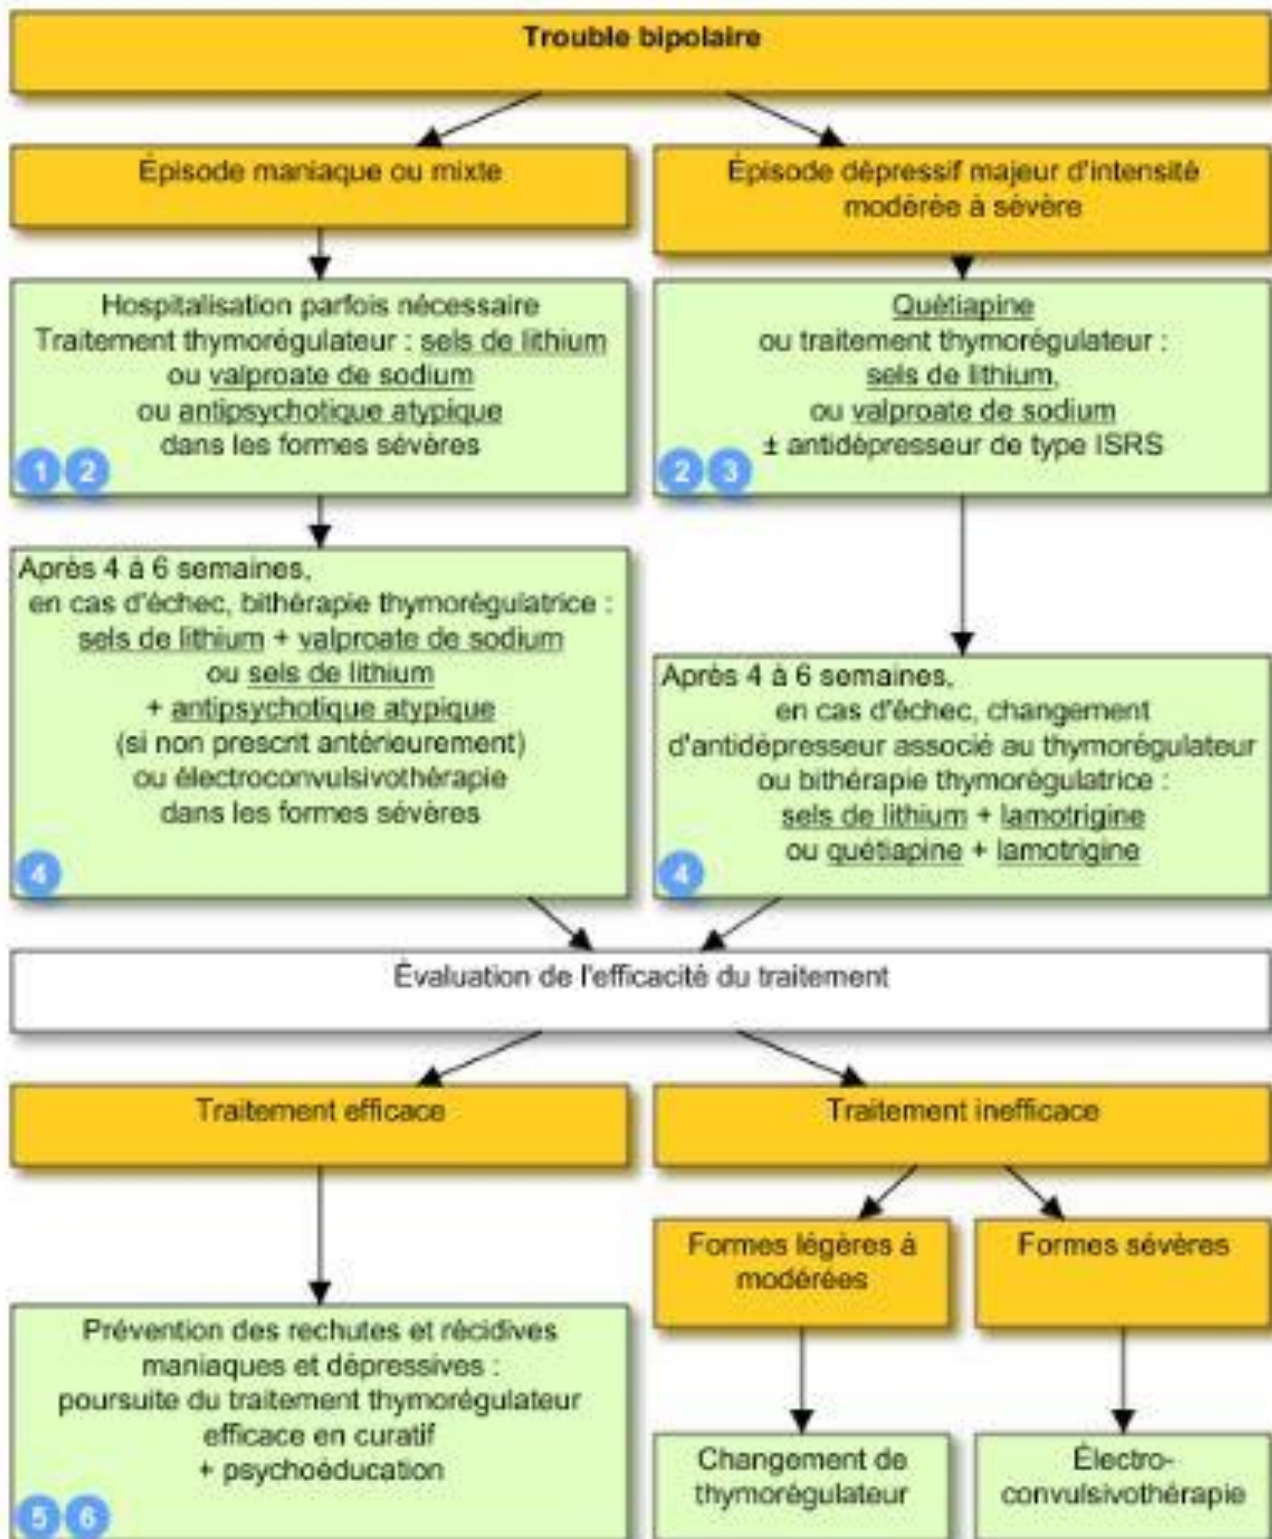 Trouble bipolaire
Épisode maniaque ou mixte
Épisode dépressif majeur d'intensité
modérée à sévère
Hospitalisation parfois nécessaire
Traitement thymorégulateur : sels de lithium
ou valproate de sodium
ou antipsychotique atypique
dans les formes sévères
1 2
Quétiapine
ou traitement thymorégulateur :
sels de lithium,
ou valproate de sodium
± antidépresseur de type ISRS
2 3
Après 4 à 6 semaines,
en cas d'échec, bithérapie thymorégulatrice :
sels de lithium + valproate de sodium
ou sels de lithium
+ antipsychotique atypique
(si non prescrit antérieurement)
ou électroconvulsivothérapie
dans les formes sévères
4
Après 4 à 6 semaines,
en cas d'échec, changement
d'antidépresseur associé au thymorégulateur
ou bithérapie thymorégulatrice :
sels de lithium + lamotrigine
ou quétiapine + lamotrigine
4
Évaluation de l'efficacité du traitement
Traitement efficace
Traitement inefficace
Formes légères à
modérées
Formes sévères
Prévention des rechutes et récidives
maniaques et dépressives :
poursuite du traitement thymorégulateur
efficace en curatif
+ psychoéducation
5 6
Changement de
thymorégulateur
Électro-
convulsivothérapie